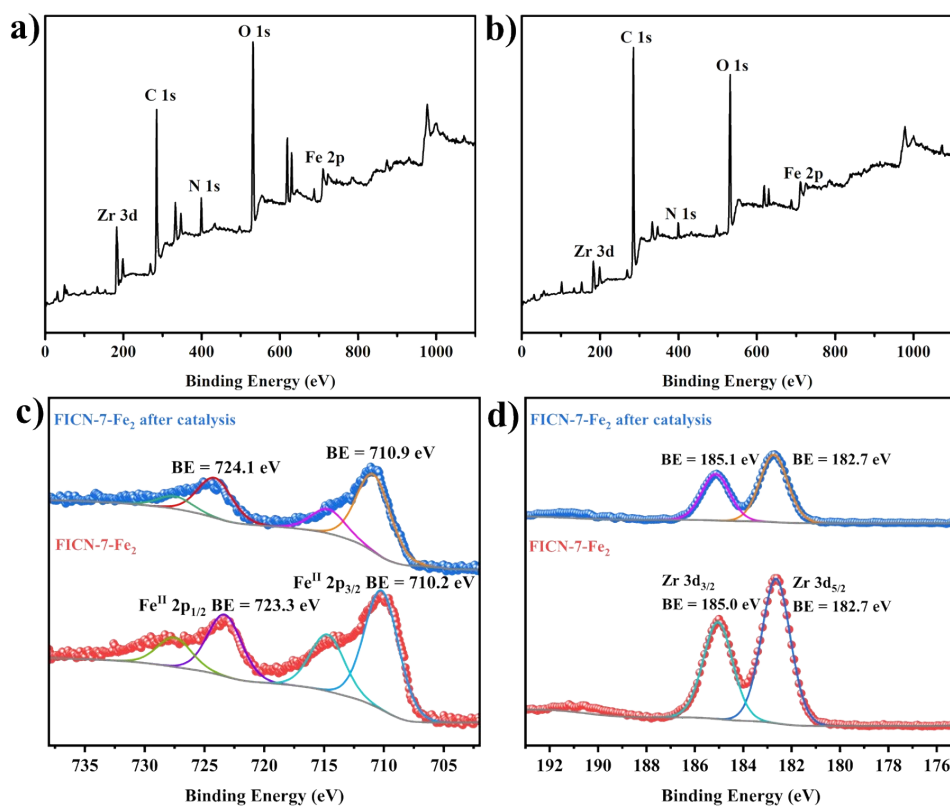 a)
O 1s
C 1s
Fe 2p
N 1s
Zr 3d
0 200 400 600 800 1000
Binding Energy (eV)
b)
C 1s
O 1s
Fe 2p
N 1s
Zr 3d
0 200 400 600 800 1000
Binding Energy (eV)
c)
FICN-7-Fe₂ after catalysis
BE = 724.1 eV
BE = 710.9 eV
FICN-7-Fe₂
Feᴵᴵ 2p₃/₂ BE = 710.2 eV
Feᴵᴵ 2p₁/₂ BE = 723.3 eV
735 730 725 720 715 710 705
Binding Energy (eV)
d)
FICN-7-Fe₂ after catalysis
BE = 185.1 eV
BE = 182.7 eV
FICN-7-Fe₂
Zr 3d₃/₂
BE = 185.0 eV
Zr 3d₅/₂
BE = 182.7 eV
192 190 188 186 184 182 180 178 176
Binding Energy (eV)